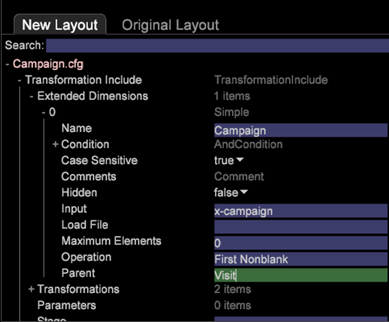 New Layout Original Layout
Search:
- Campaign.cfg
- Transformation Include TransformationInclude
- Extended Dimensions 1 items
- 0 Simple
Name Campaign
+ Condition AndCondition
Case Sensitive true
Comments Comment
Hidden false
Input x-campaign
Load File
Maximum Elements 0
Operation First Nonblank
Parent Visit
+ Transformations 2 items
Parameters 0 items
Stage